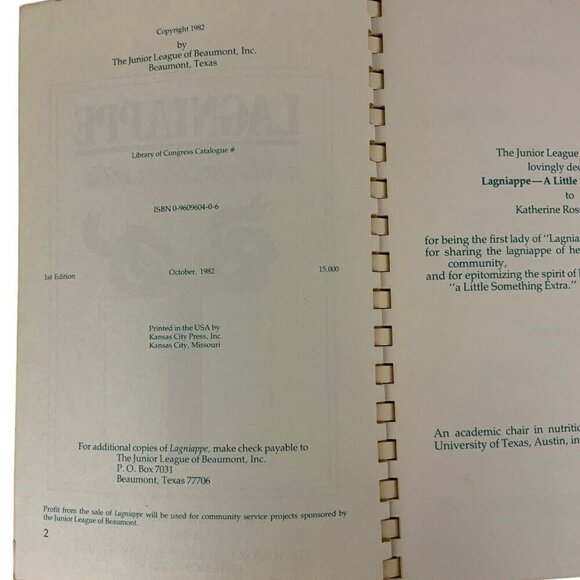 Copyright 1982
by
The Junior League of Beaumont, Inc.
Beaumont, Texas
LAGNIAPPE
Library of Congress Catalogue #
ISBN 0-9609604-0-6
1st Edition October, 1982 15,000
Printed in the USA by
Kansas City Press, Inc.
Kansas City, Missouri
For additional copies of Lagniappe, make check payable to
The Junior League of Beaumont, Inc.
P. O. Box 7031
Beaumont, Texas 77706
Profit from the sale of Lagniappe will be used for community service projects sponsored by
the Junior League of Beaumont.
2
The Junior League
lovingly
Lagniappe—A Little
to
Katherine
for being the first lady of "Lagnia
for sharing the lagniappe of he
community,
and for epitomizing the spirit of
"a Little Something Extra."
An academic chair in nutriti
University of Texas, Austin, in